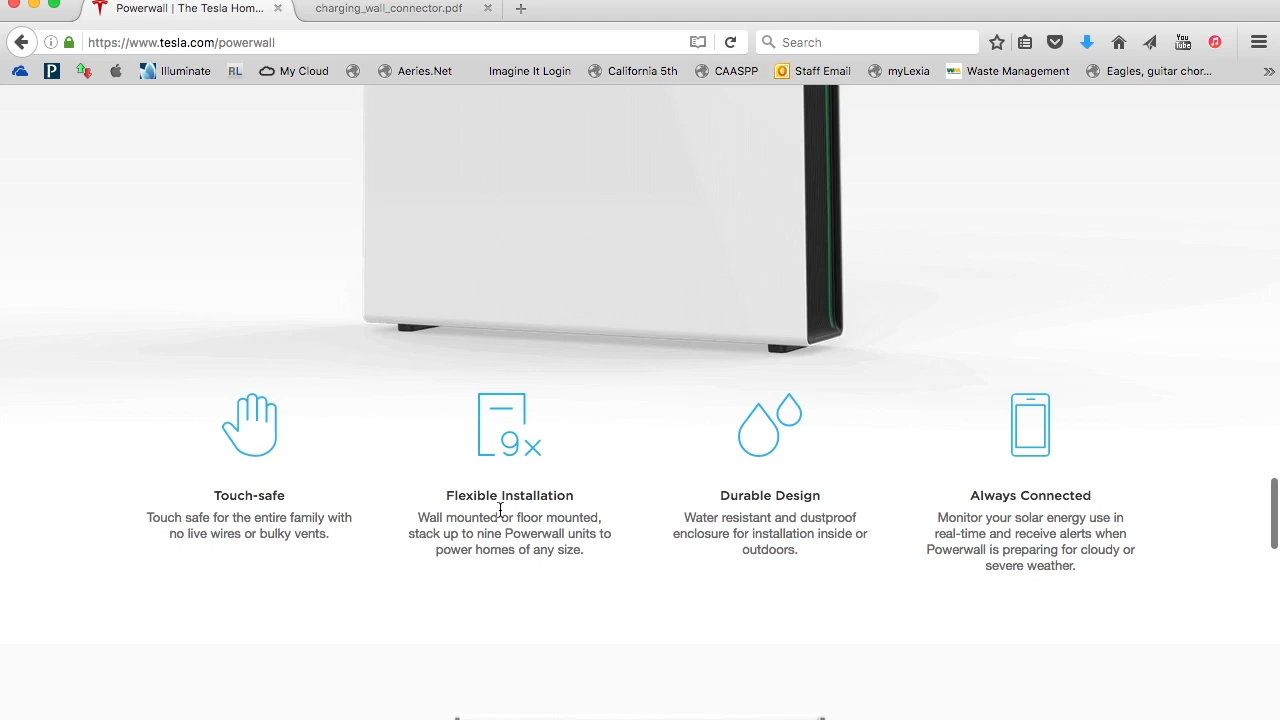 Powerwall | The Tesla Hom...
charging_wall_connector.pdf
https://www.tesla.com/powerwall
Search
You
Tube
P
Illuminate
RL
My Cloud
Aeries.Net
Imagine It Login
California 5th
CAASPP
Staff Email
myLexia
WM
Waste Management
Eagles, guitar chor...
9x
Touch-safe
Touch safe for the entire family with
no live wires or bulky vents.
Flexible Installation
Wall mounted or floor mounted,
stack up to nine Powerwall units to
power homes of any size.
Durable Design
Water resistant and dustproof
enclosure for installation inside or
outdoors.
Always Connected
Monitor your solar energy use in
real-time and receive alerts when
Powerwall is preparing for cloudy or
severe weather.